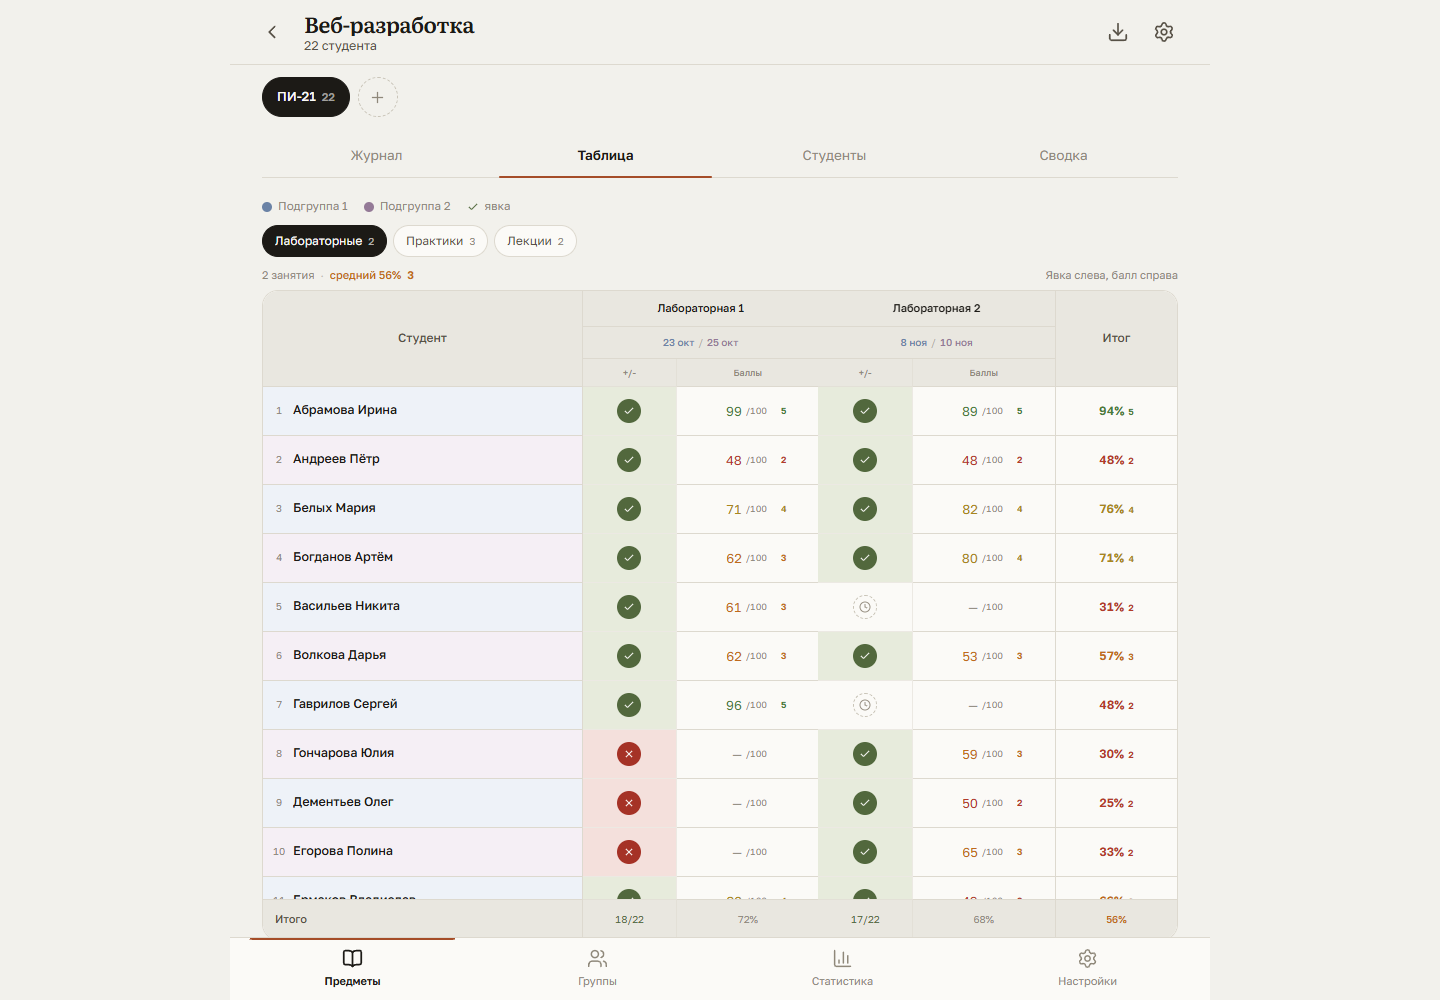 Веб-разработка
22 студента
ПИ-21 22
Журнал Таблица Студенты Сводка
Подгруппа 1 Подгруппа 2 явка
Лабораторные 2 Практики 3 Лекции 2
2 занятия · средний 56% 3 Явка слева, балл справа
Студент Лабораторная 1 Лабораторная 2 Итог
23 окт / 25 окт 8 ноя / 10 ноя
+/- Баллы +/- Баллы
1 Абрамова Ирина 99 /100 5 89 /100 5 94% 5
2 Андреев Пётр 48 /100 2 48 /100 2 48% 2
3 Белых Мария 71 /100 4 82 /100 4 76% 4
4 Богданов Артём 62 /100 3 80 /100 4 71% 4
5 Васильев Никита 61 /100 3 — /100 31% 2
6 Волкова Дарья 62 /100 3 53 /100 3 57% 3
7 Гаврилов Сергей 96 /100 5 — /100 48% 2
8 Гончарова Юлия — /100 59 /100 3 30% 2
9 Дементьев Олег — /100 50 /100 2 25% 2
10 Егорова Полина — /100 65 /100 3 33% 2
Итого 18/22 72% 17/22 68% 56%
Предметы Группы Статистика Настройки